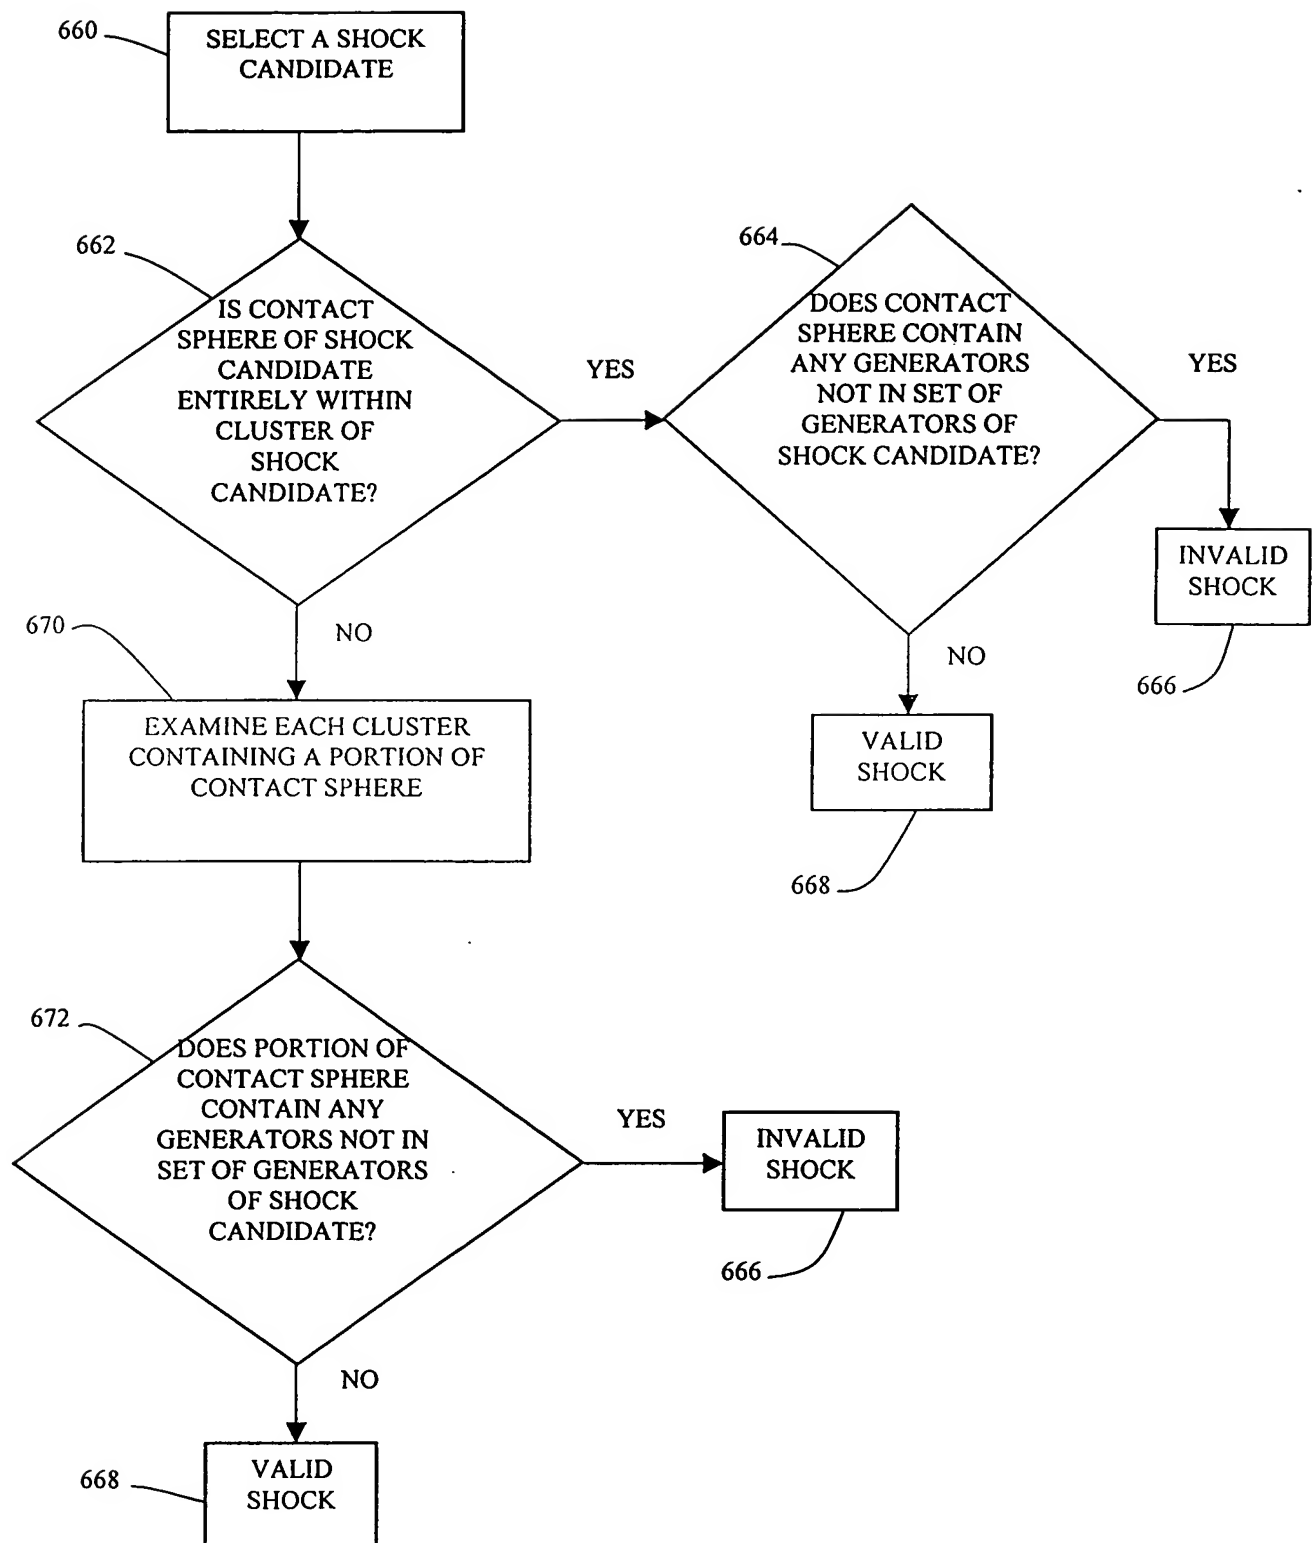 660
SELECT A SHOCK
CANDIDATE
662
IS CONTACT
SPHERE OF SHOCK
CANDIDATE
ENTIRELY WITHIN
CLUSTER OF
SHOCK
CANDIDATE?
YES
664
DOES CONTACT
SPHERE CONTAIN
ANY GENERATORS
NOT IN SET OF
GENERATORS OF
SHOCK CANDIDATE?
YES
INVALID
SHOCK
666
NO
VALID
SHOCK
668
NO
670
EXAMINE EACH CLUSTER
CONTAINING A PORTION OF
CONTACT SPHERE
672
DOES PORTION OF
CONTACT SPHERE
CONTAIN ANY
GENERATORS NOT IN
SET OF GENERATORS
OF SHOCK
CANDIDATE?
YES
INVALID
SHOCK
666
NO
668
VALID
SHOCK